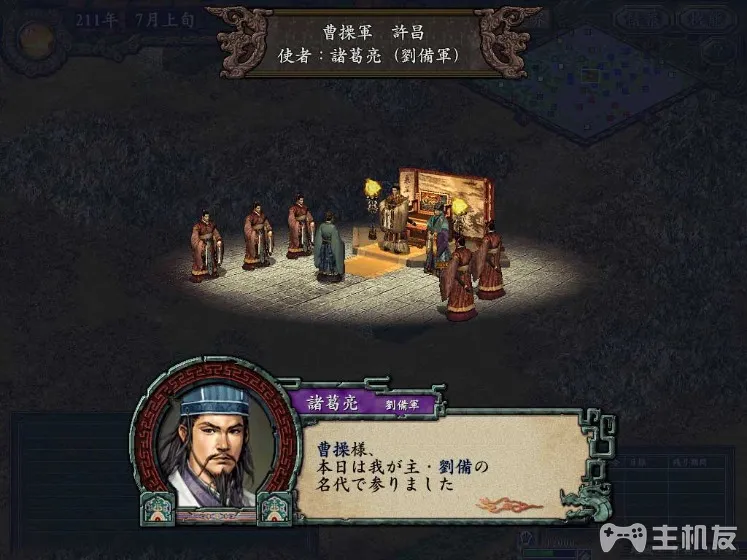 211年 7月上旬
曹操軍 許昌
使者：諸葛亮（劉備軍）
諸葛亮 劉備軍
曹操様、
本日は我が主・劉備の
名代で参りました
主机友